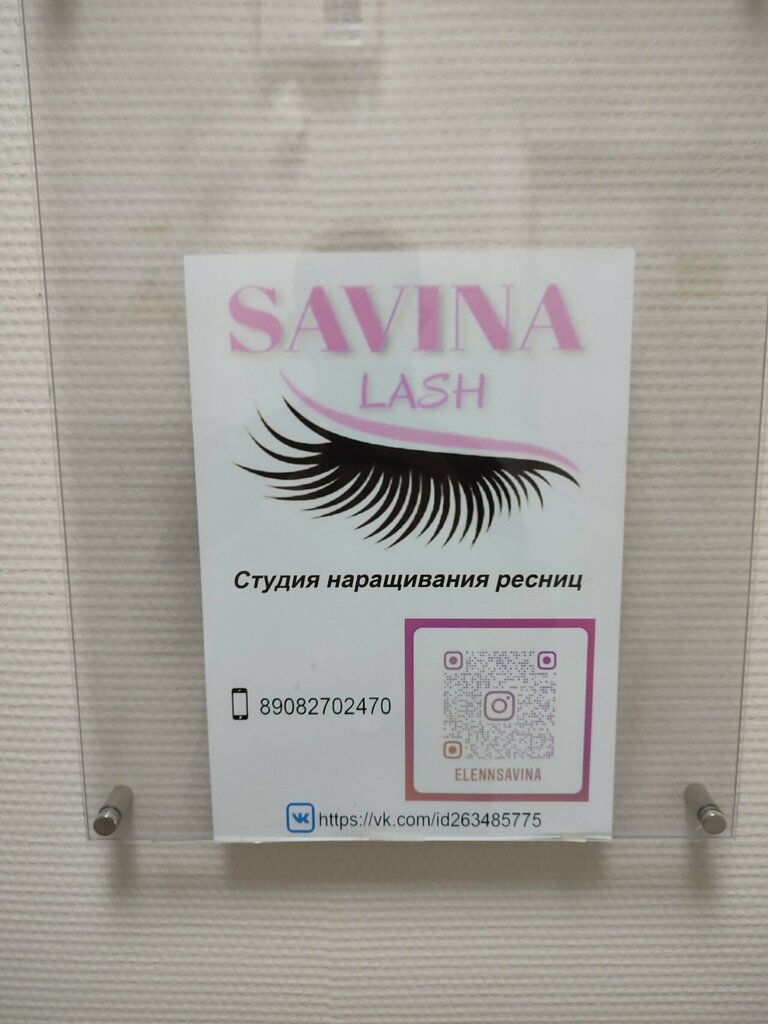 SAVINA
LASH
Студия наращивания ресниц
89082702470
ELENNSAVINA
https://vk.com/id263485775